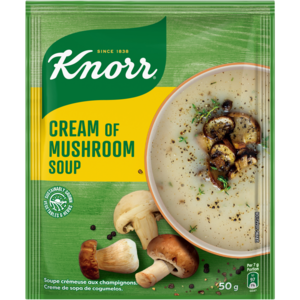 SINCE 1838
Knorr
CREAM OF
MUSHROOM
SOUP
Soupe crémeuse aux champignons.
Creme de sopa de cogumelos.
50 g